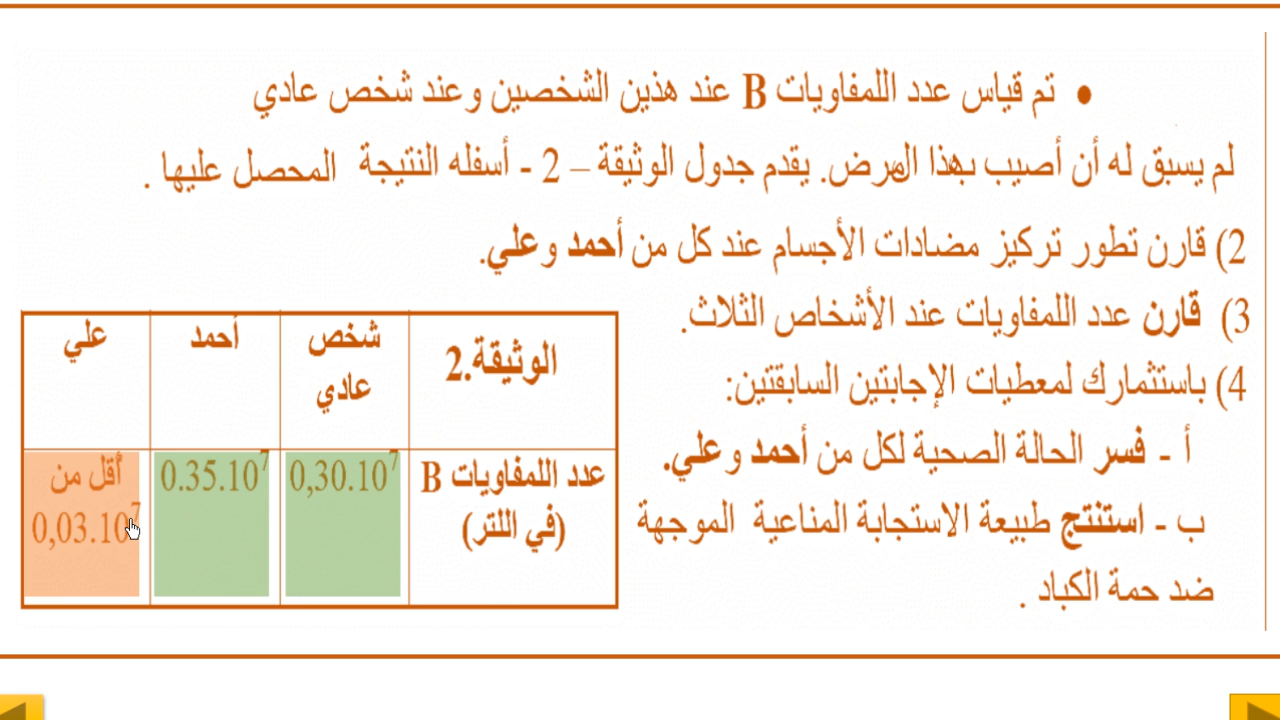 • تم قياس عدد اللمفاويات B عند هذين الشخصين وعند شخص عادي
لم يسبق له أن أصيب بهذا المرض. يقدم جدول الوثيقة – 2 - أسفله النتيجة المحصل عليها .
2) قارن تطور تركيز مضادات الأجسام عند كل من أحمد وعلي.
3) قارن عدد اللمفاويات عند الأشخاص الثلاث.
4) باستثمارك لمعطيات الإجابتين السابقتين:
أ - فسر الحالة الصحية لكل من أحمد وعلي.
ب - استنتج طبيعة الاستجابة المناعية الموجهة
ضد حمة الكباد .
الوثيقة.2
شخص
عادي
أحمد
علي
عدد اللمفاويات B
(في اللتر)
0,30.10⁷
0.35.10⁷
أقل من
0,03.10⁷